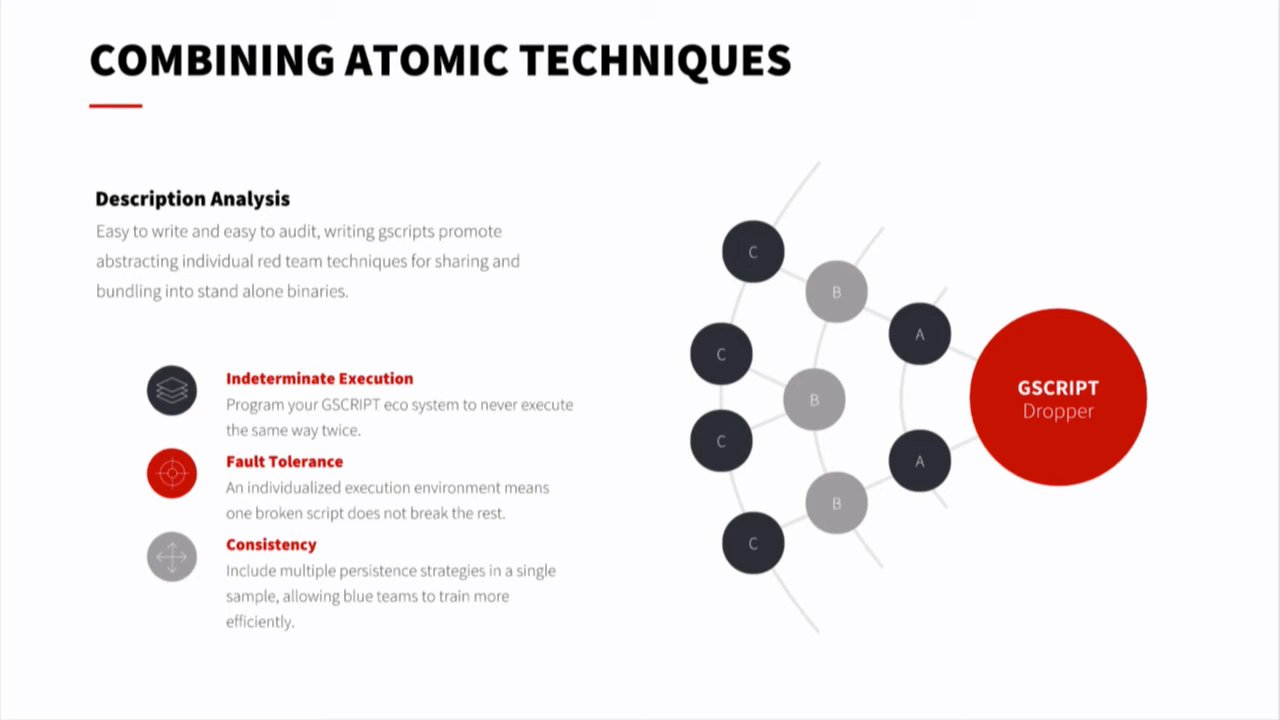 COMBINING ATOMIC TECHNIQUES
Description Analysis
Easy to write and easy to audit, writing gscripts promote
abstracting individual red team techniques for sharing and
bundling into stand alone binaries.
Indeterminate Execution
Program your GSCRIPT eco system to never execute
the same way twice.
Fault Tolerance
An individualized execution environment means
one broken script does not break the rest.
Consistency
Include multiple persistence strategies in a single
sample, allowing blue teams to train more
efficiently.
C
B
A
C
B
C
A
B
C
GSCRIPT
Dropper